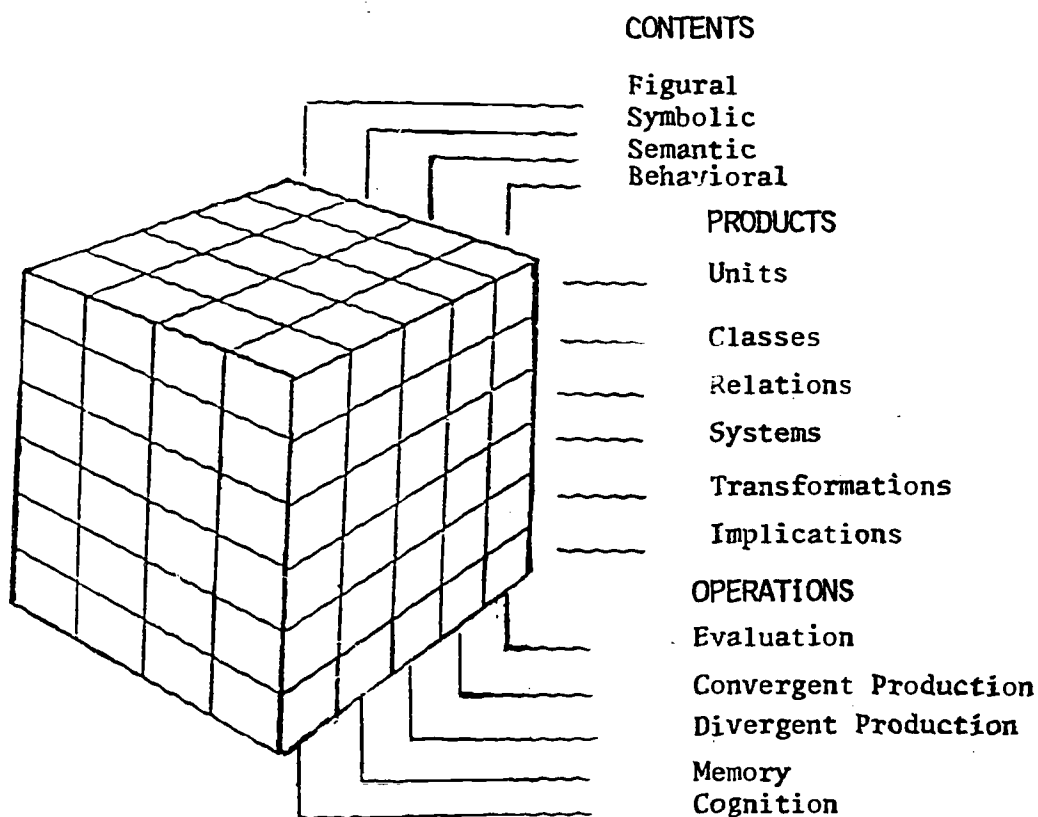 CONTENTS
Figural
Symbolic
Semantic
Behavioral
PRODUCTS
Units
Classes
Relations
Systems
Transformations
Implications
OPERATIONS
Evaluation
Convergent Production
Divergent Production
Memory
Cognition